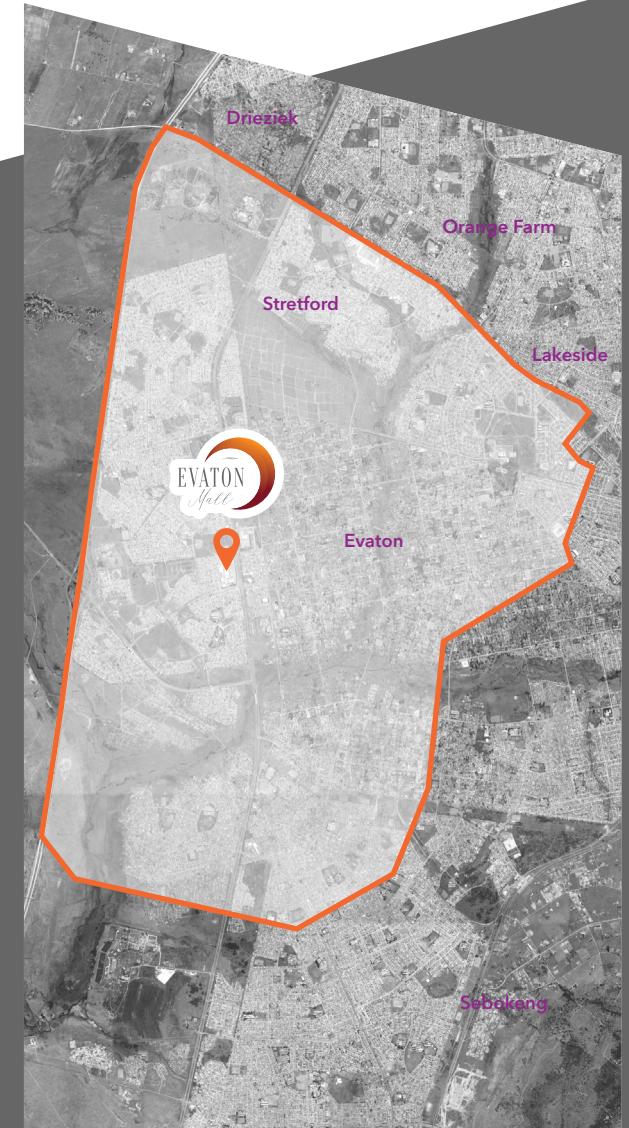 Drieziek
Orange Farm
Stretford
Lakeside
EVATON
Mall
Evaton
Sebokeng